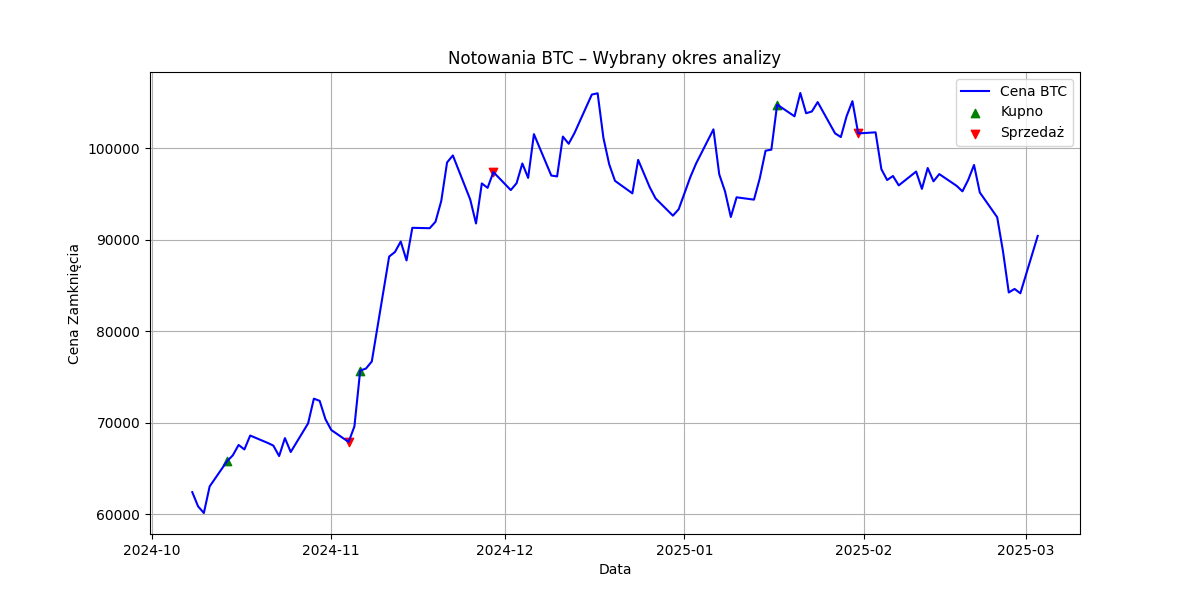 Notowania BTC – Wybrany okres analizy
Cena BTC
Kupno
Sprzedaż
Cena Zamknięcia
100000
90000
80000
70000
60000
2024-10
2024-11
2024-12
2025-01
2025-02
2025-03
Data